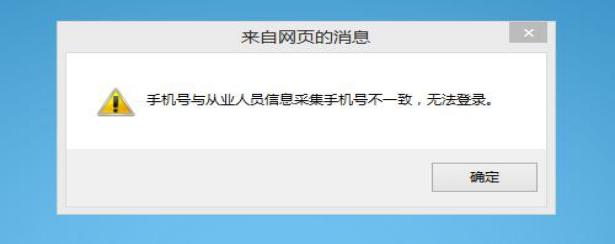 来自网页的消息
手机号与从业人员信息采集手机号不一致，无法登录。
确定